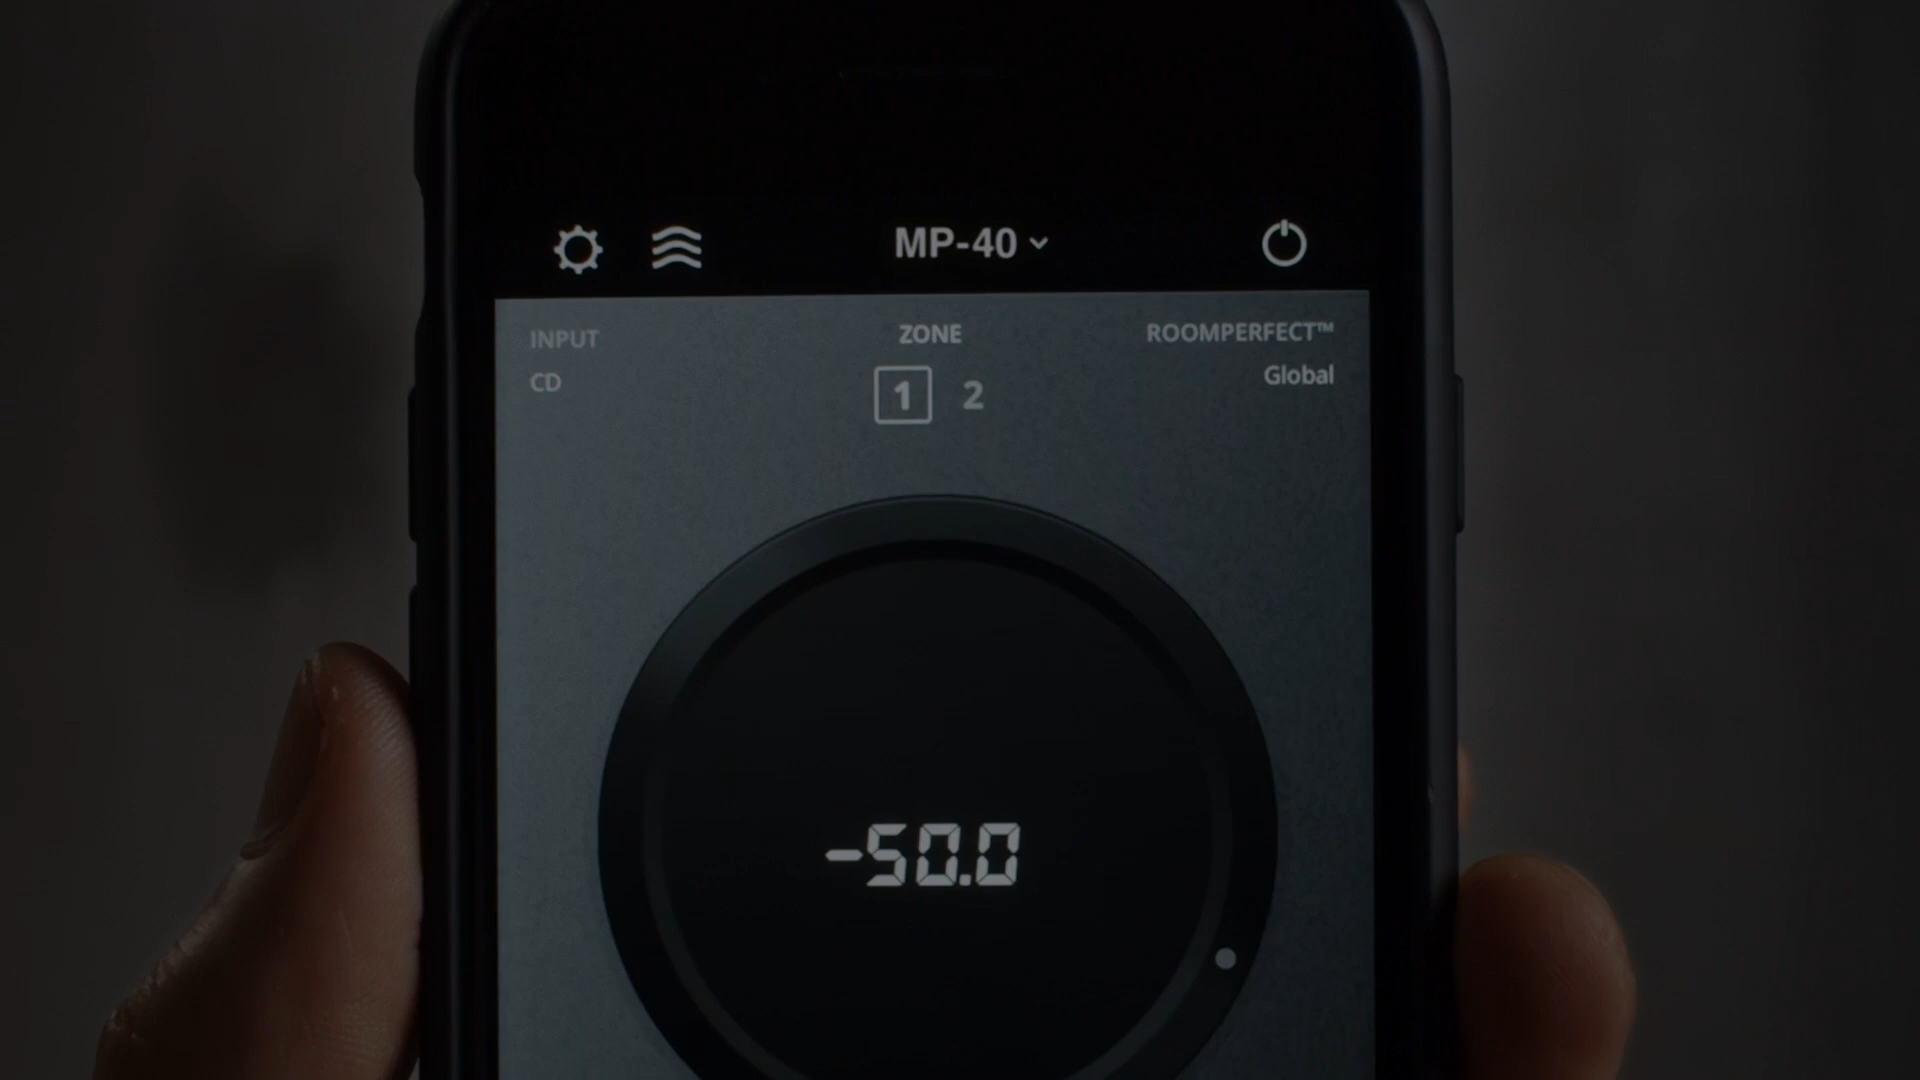 MP-40
INPUT
CD
ZONE
1 2
ROOMPERFECT™
Global
-50.0